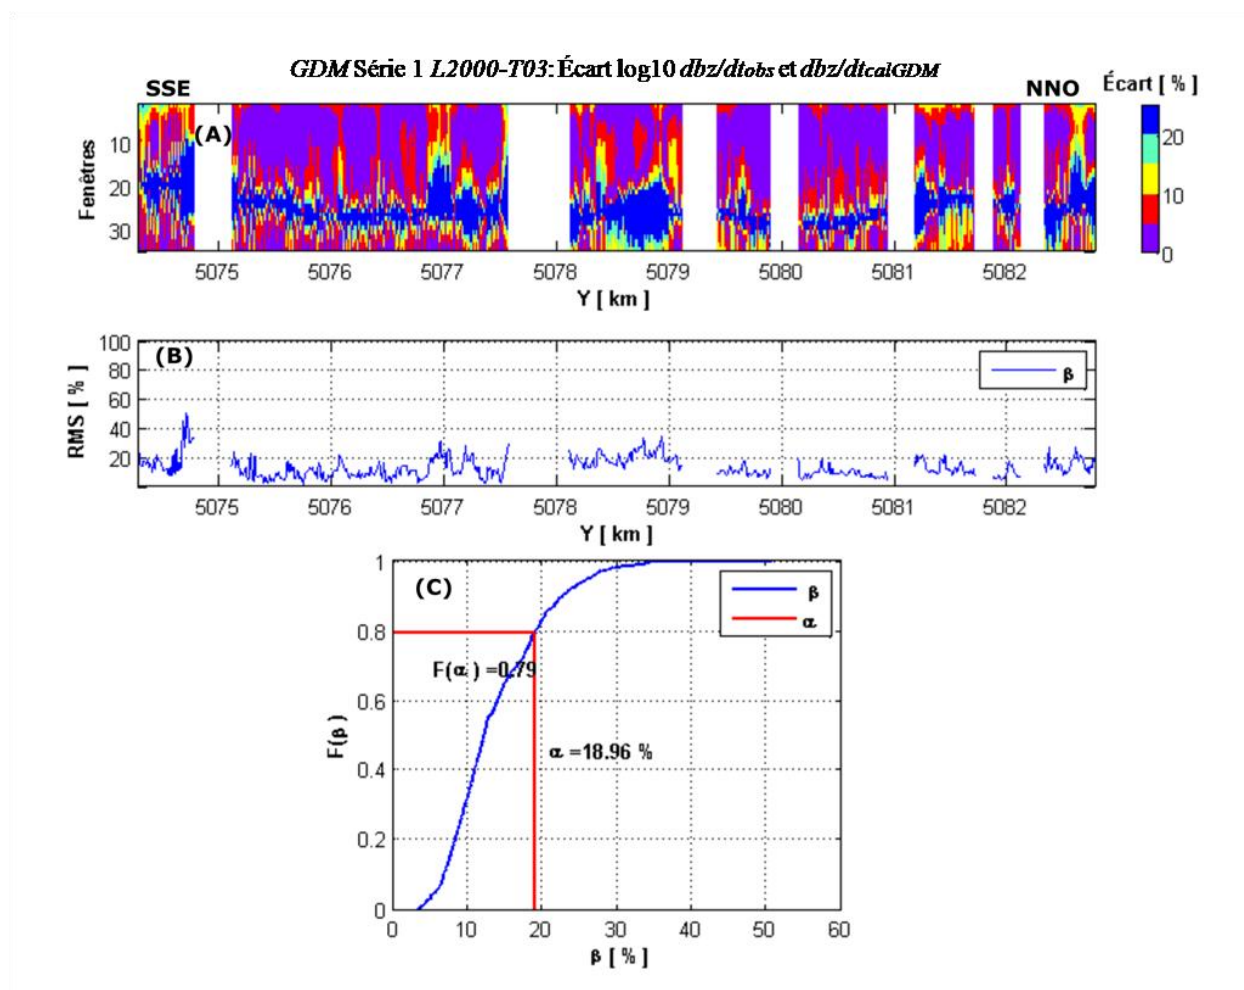 GDM Série 1 L2000-T03: Écart log10 dbz/dtobs et dbz/dtcalGDM
SSE
NNO
Écart [ % ]
(A)
Fenêtres
10
20
30
20
10
0
5075 5076 5077 5078 5079 5080 5081 5082
Y [ km ]
(B)
RMS [ % ]
100
80
60
40
20
β
5075 5076 5077 5078 5079 5080 5081 5082
Y [ km ]
(C)
F(β)
1
0.8
0.6
0.4
0.2
0
β
α
F(α ) =0.79
α =18.96 %
0 10 20 30 40 50 60
β [ % ]